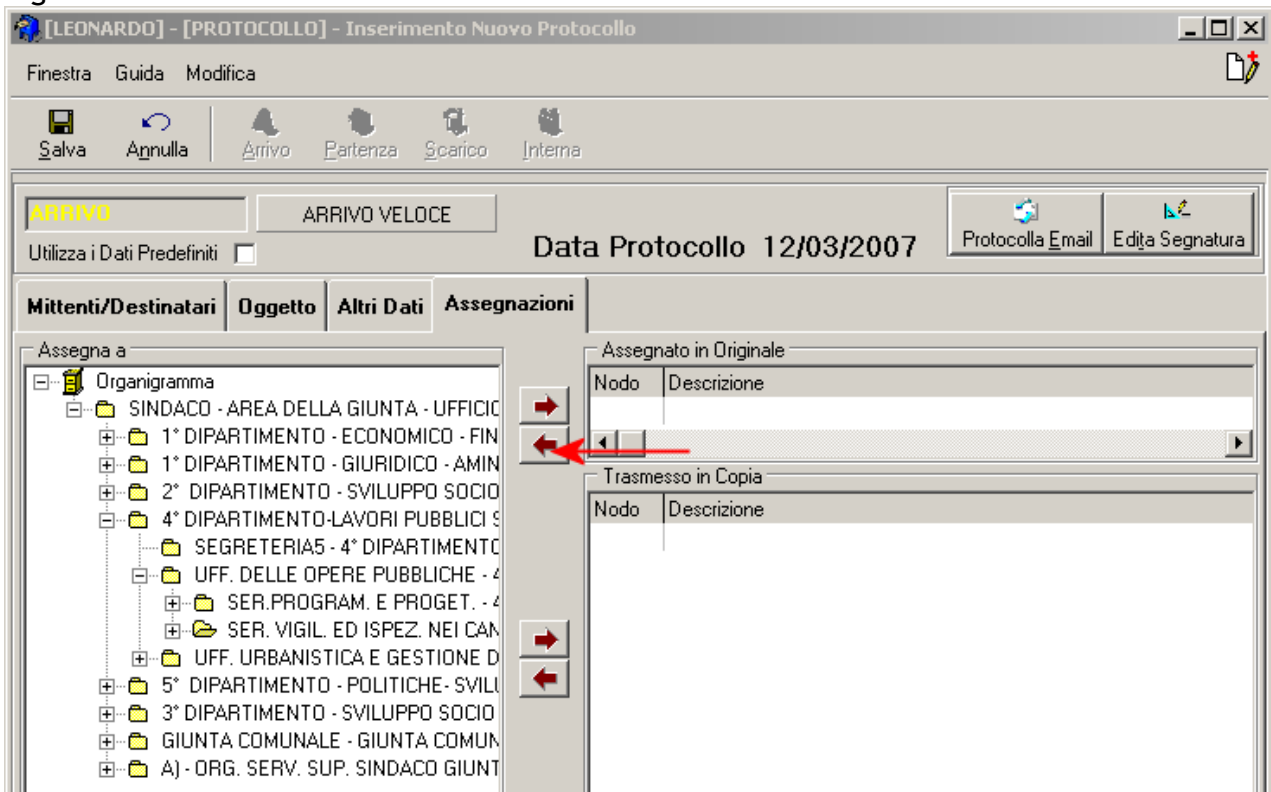 [LEONARDO] - [PROTOCOLLO] - Inserimento Nuovo Protocollo
Finestra Guida Modifica
Salva Annulla Arrivo Partenza Scarico Interna
ARRIVO ARRIVO VELOCE
Utilizza i Dati Predefiniti Data Protocollo 12/03/2007 Protocolla Email Edita Segnatura
Mittenti/Destinatari Oggetto Altri Dati Assegnazioni
Assegna a
Organigramma
SINDACO - AREA DELLA GIUNTA - UFFICIO
1° DIPARTIMENTO - ECONOMICO - FIN
1° DIPARTIMENTO - GIURIDICO - AMIN
2° DIPARTIMENTO - SVILUPPO SOCIO
4° DIPARTIMENTO-LAVORI PUBBLICI S
SEGRETERIA5 - 4° DIPARTIMENTO
UFF. DELLE OPERE PUBBLICHE - 4
SER.PROGRAM. E PROGET. - 4
SER. VIGIL. ED ISPEZ. NEI CAN
UFF. URBANISTICA E GESTIONE D
5° DIPARTIMENTO - POLITICHE- SVILU
3° DIPARTIMENTO - SVILUPPO SOCIO
GIUNTA COMUNALE - GIUNTA COMUN
A) - ORG. SERV. SUP. SINDACO GIUNT
Assegnato in Originale
Nodo Descrizione
Trasmesso in Copia
Nodo Descrizione